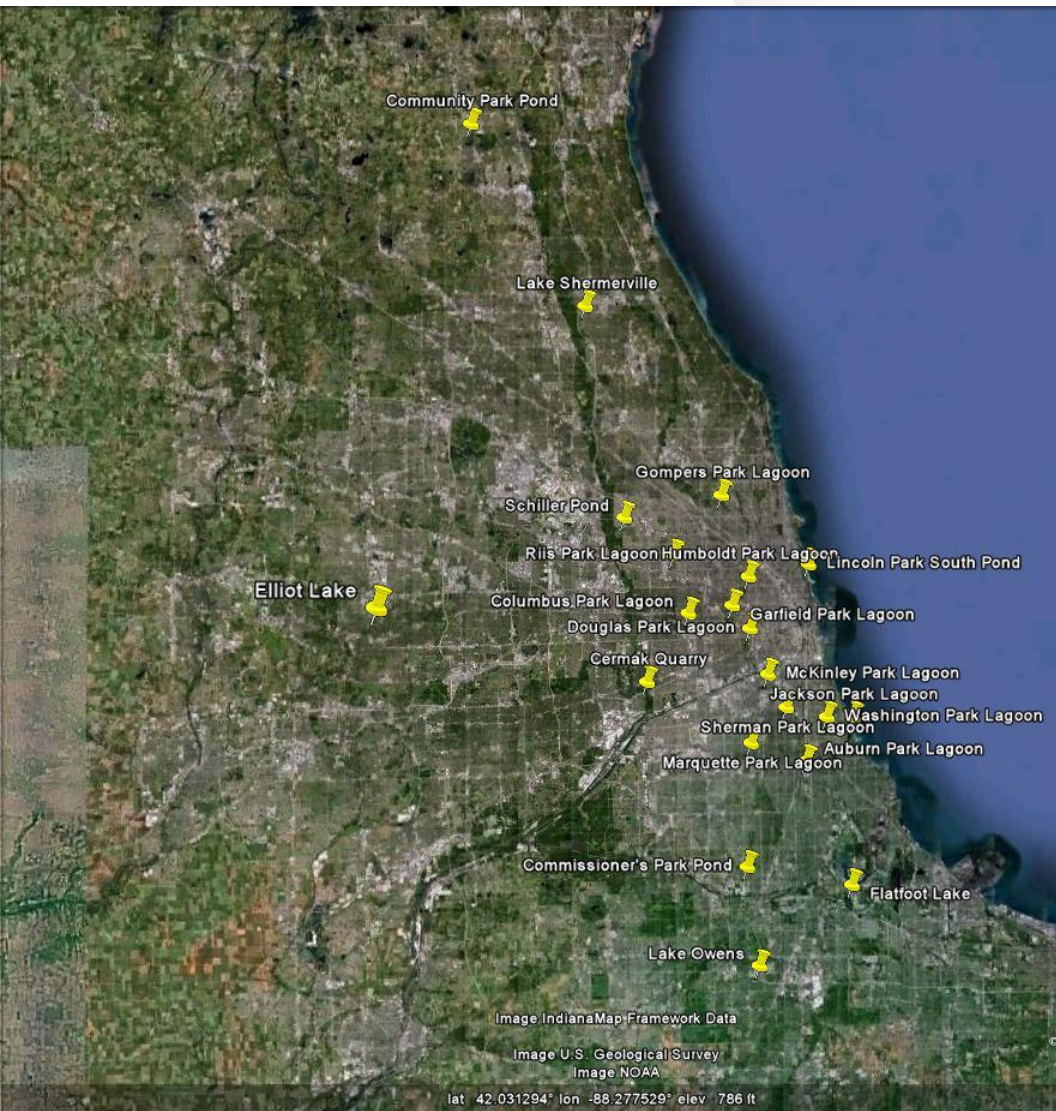 Community Park Pond
Lake Shermerville
Gompers Park Lagoon
Schiller Pond
Riis Park Lagoon
Humboldt Park Lagoon
Lincoln Park South Pond
Elliot Lake
Columbus Park Lagoon
Garfield Park Lagoon
Douglas Park Lagoon
Cermak Quarry
McKinley Park Lagoon
Jackson Park Lagoon
Washington Park Lagoon
Sherman Park Lagoon
Auburn Park Lagoon
Marquette Park Lagoon
Commissioner's Park Pond
Flatfoot Lake
Lake Owens
Image IndianaMap Framework Data
Image U.S. Geological Survey
Image NOAA
©
lat 42.031294° lon -88.277529° elev 786 ft